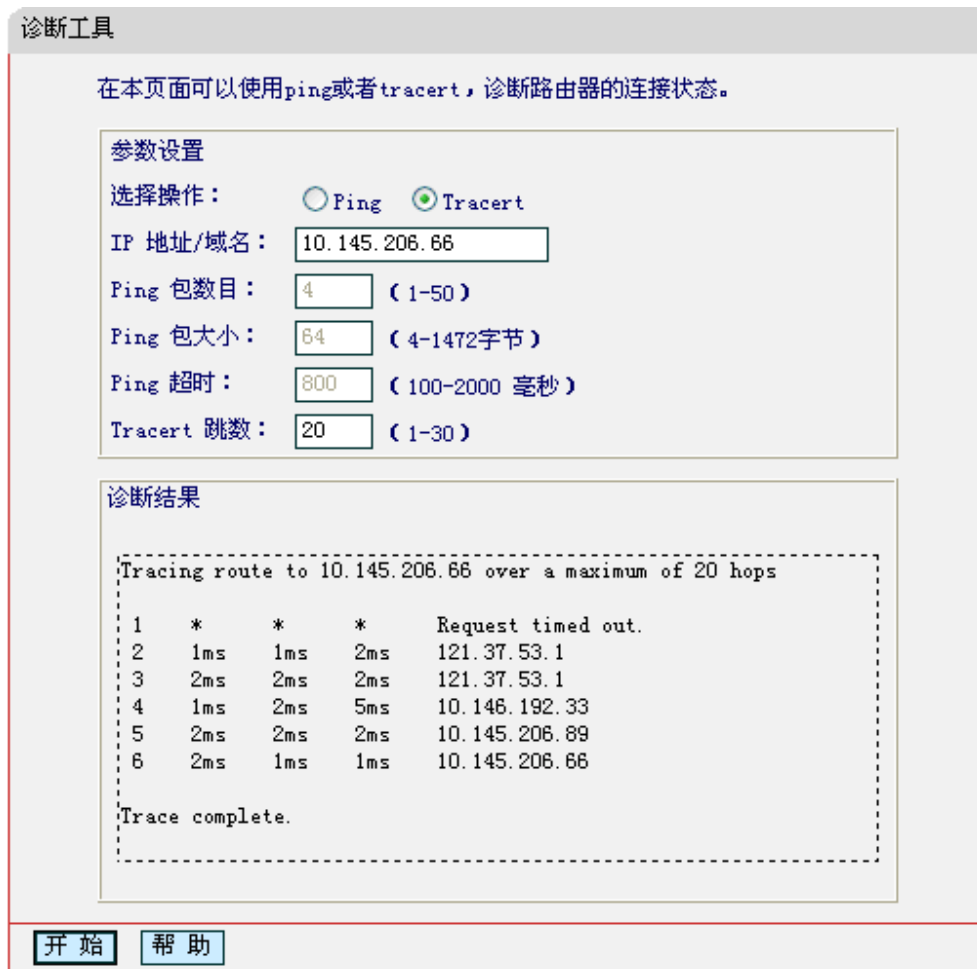 诊断工具
在本页面可以使用ping或者tracert，诊断路由器的连接状态。
参数设置
选择操作： Ping Tracert
IP 地址/域名： 10.145.206.66
Ping 包数目： 4 （1-50）
Ping 包大小： 64 （4-1472字节）
Ping 超时： 800 （100-2000 毫秒）
Tracert 跳数： 20 （1-30）
诊断结果
Tracing route to 10.145.206.66 over a maximum of 20 hops
1 * * * Request timed out.
2 1ms 1ms 2ms 121.37.53.1
3 2ms 2ms 2ms 121.37.53.1
4 1ms 2ms 5ms 10.146.192.33
5 2ms 2ms 2ms 10.145.206.89
6 2ms 1ms 1ms 10.145.206.66
Trace complete.
开 始 帮 助